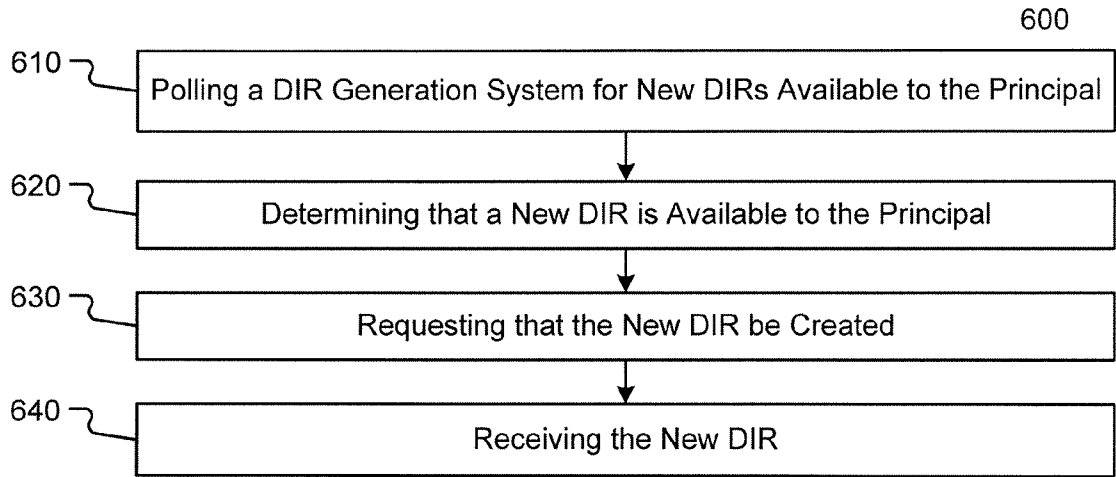 600
610
Polling a DIR Generation System for New DIRs Available to the Principal
620
Determining that a New DIR is Available to the Principal
630
Requesting that the New DIR be Created
640
Receiving the New DIR